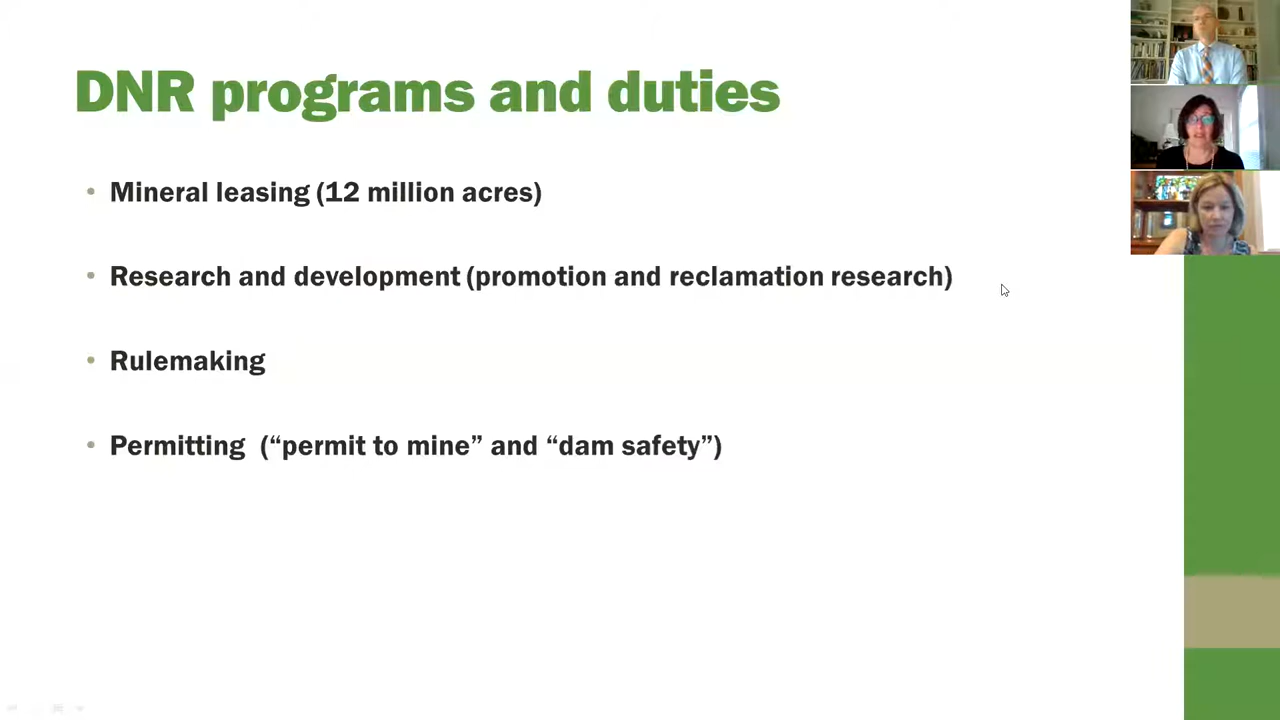 DNR programs and duties
• Mineral leasing (12 million acres)
• Research and development (promotion and reclamation research)
• Rulemaking
• Permitting  (“permit to mine” and “dam safety”)